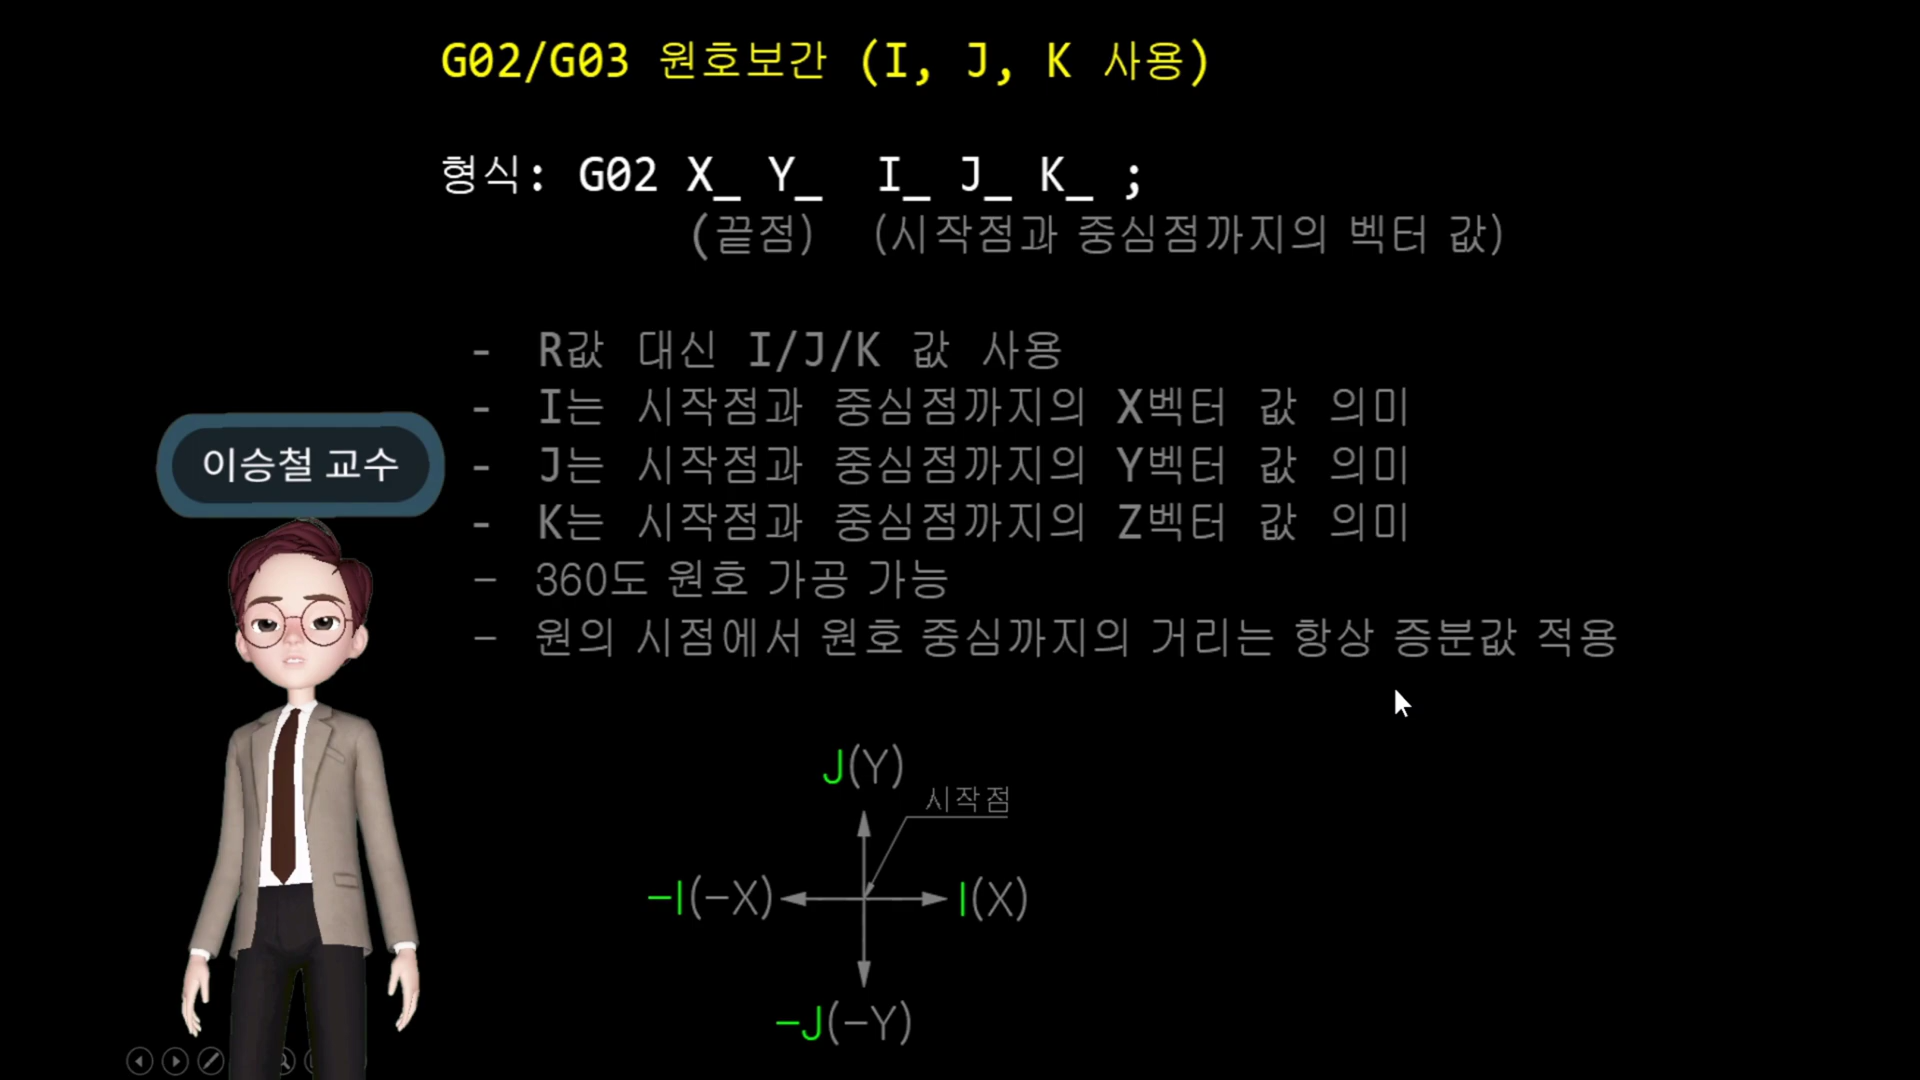 G02/G03 원호보간 (I, J, K 사용)
형식: G02 X_ Y_ I_ J_ K_ ;
(끝점) (시작점과 중심점까지의 벡터 값)
- R값 대신 I/J/K 값 사용
- I는 시작점과 중심점까지의 X벡터 값 의미
- J는 시작점과 중심점까지의 Y벡터 값 의미
- K는 시작점과 중심점까지의 Z벡터 값 의미
- 360도 원호 가공 가능
- 원의 시점에서 원호 중심까지의 거리는 항상 증분값 적용
이승철 교수
J(Y)
시작점
-I(-X)
I(X)
-J(-Y)